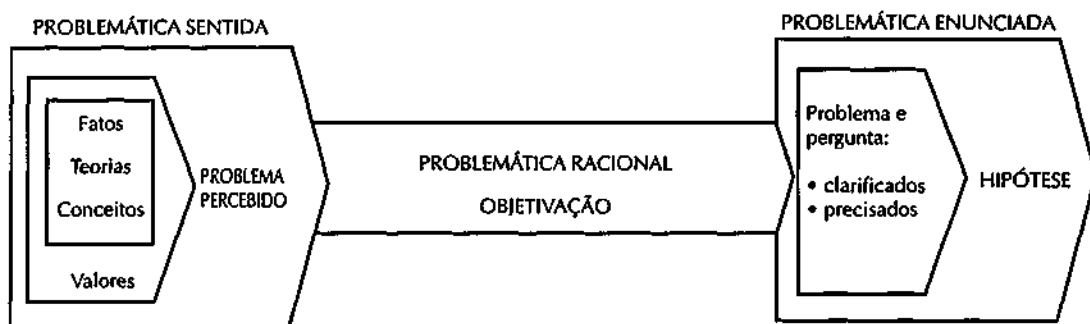 PROBLEMÁTICA SENTIDA
Fatos
Teorias
Conceitos
Valores
PROBLEMA
PERCEBIDO
PROBLEMÁTICA RACIONAL
OBJETIVAÇÃO
PROBLEMÁTICA ENUNCIADA
Problema e
pergunta:
• clarificados
• precisados
HIPÓTESE